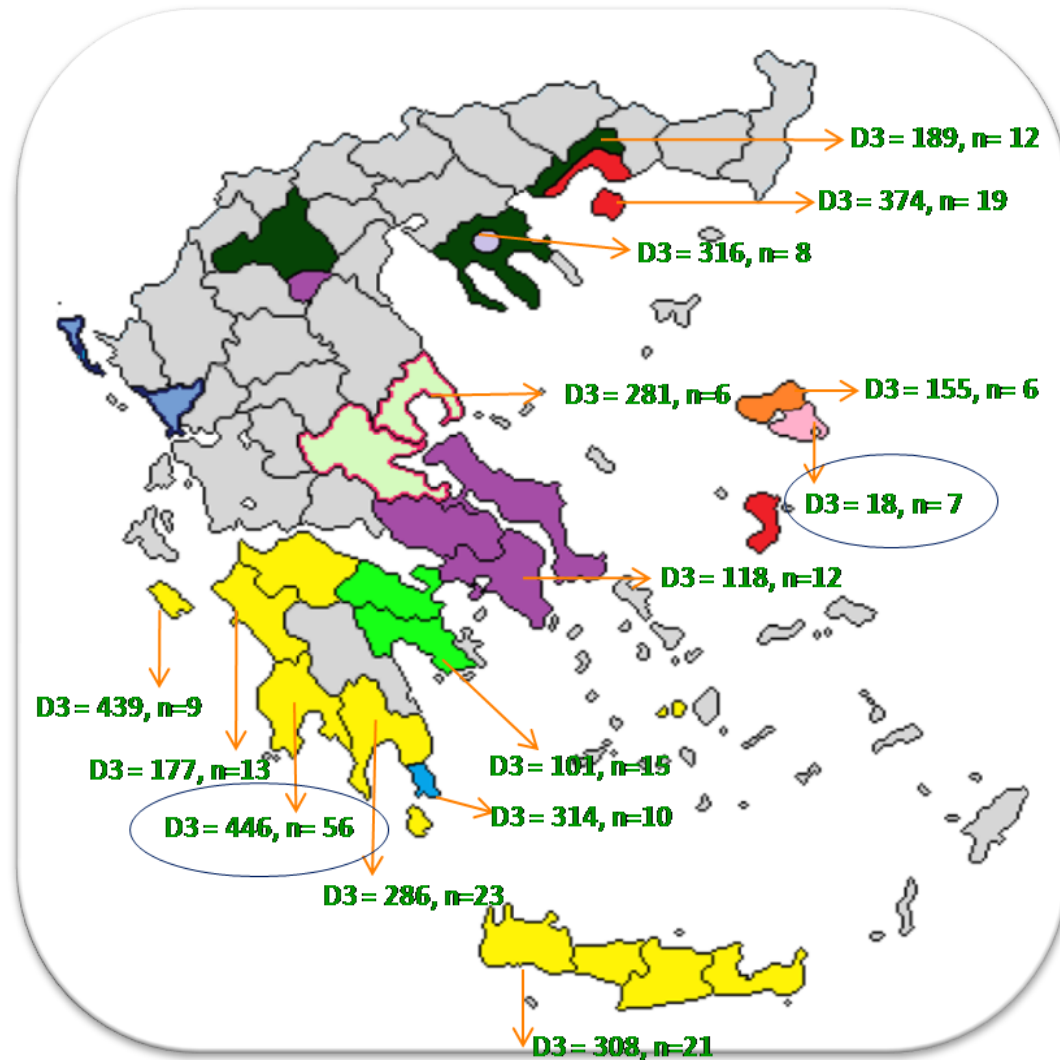 D3 = 189, n= 12
D3 = 374, n= 19
D3 = 316, n= 8
D3 = 281, n=6
D3 = 155, n= 6
D3 = 18, n= 7
D3 = 118, n=12
D3 = 439, n=9
D3 = 177, n=13
D3 = 101, n=15
D3 = 314, n=10
D3 = 446, n= 56
D3 = 286, n=23
D3 = 308, n=21